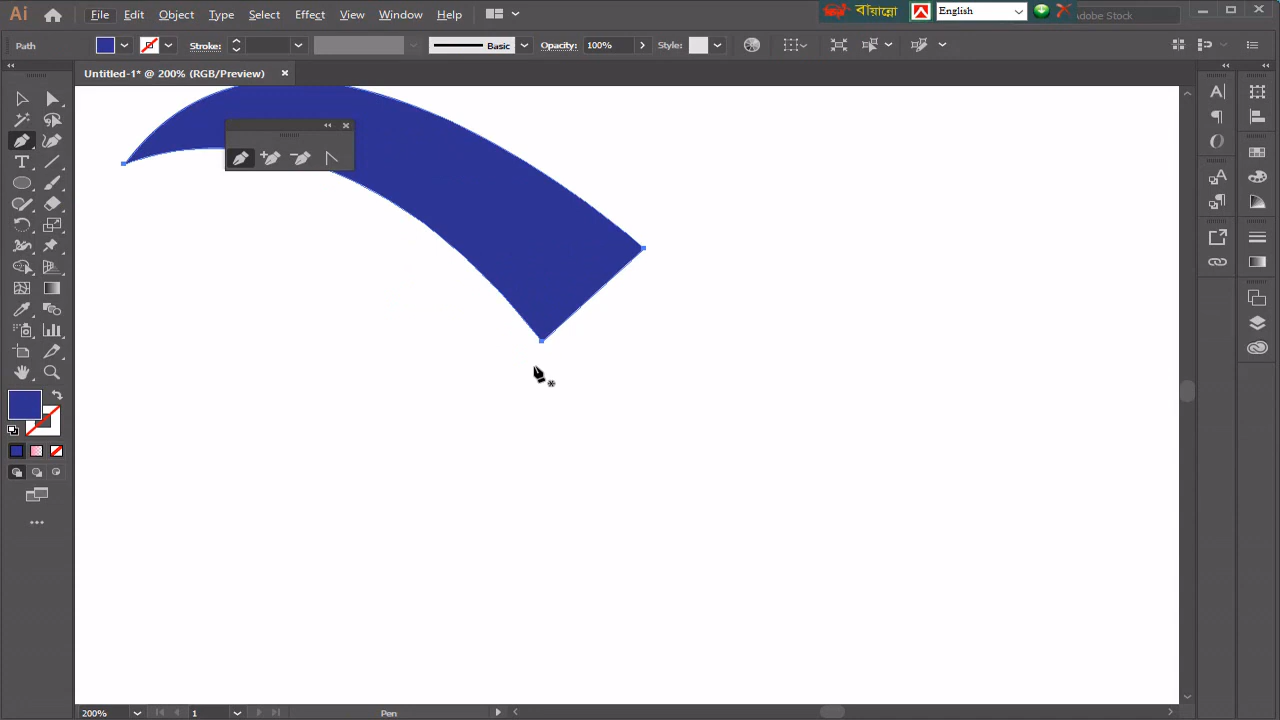 Ai File Edit Object Type Select Effect View Window Help বায়ান্নো English Adobe Stock
Path Stroke: Basic Opacity: 100% Style:
Untitled-1* @ 200% (RGB/Preview)
200% 1 Pen